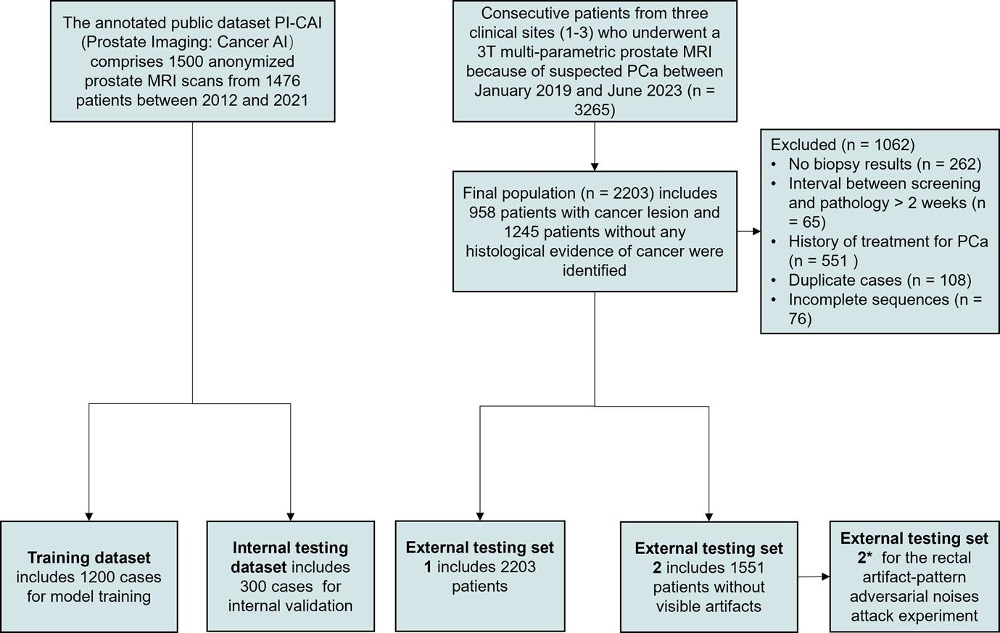 The annotated public dataset PI-CAI
(Prostate Imaging: Cancer AI)
comprises 1500 anonymized
prostate MRI scans from 1476
patients between 2012 and 2021
Consecutive patients from three
clinical sites (1-3) who underwent a
3T multi-parametric prostate MRI
because of suspected PCa between
January 2019 and June 2023 (n =
3265)
Excluded (n = 1062)
• No biopsy results (n = 262)
• Interval between screening
and pathology > 2 weeks (n
= 65)
• History of treatment for PCa
(n = 551 )
• Duplicate cases (n = 108)
• Incomplete sequences (n =
76)
Final population (n = 2203) includes
958 patients with cancer lesion and
1245 patients without any
histological evidence of cancer were
identified
Training dataset
includes 1200 cases
for model training
Internal testing
dataset includes
300 cases for
internal validation
External testing set
1 includes 2203
patients
External testing set
2 includes 1551
patients without
visible artifacts
External testing set
2* for the rectal
artifact-pattern
adversarial noises
attack experiment